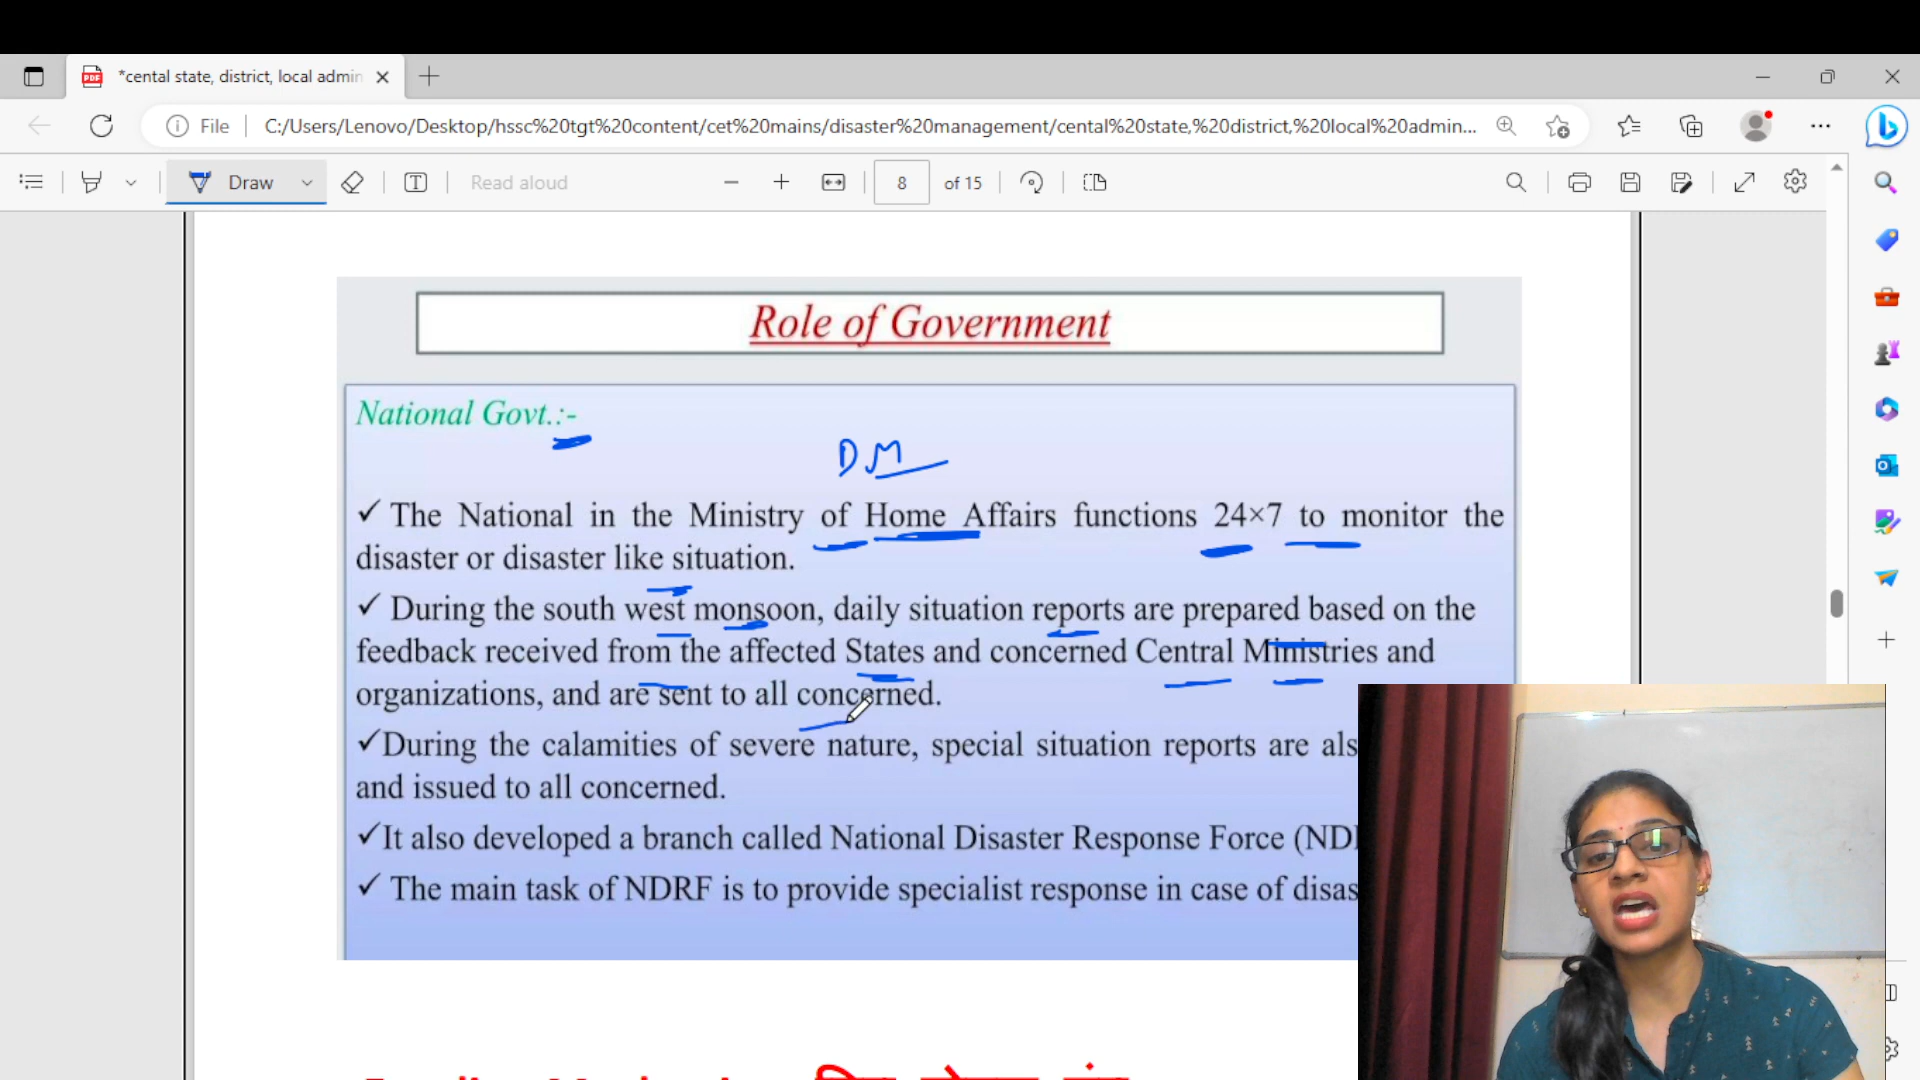 *cental state, district, local admin
File
C:/Users/Lenovo/Desktop/hssc%20tgt%20content/cet%20mains/disaster%20management/cental%20state,%20district,%20local%20admin...
Draw
Read aloud
8 of 15
Role of Government
National Govt.:-
DM
✓ The National in the Ministry of Home Affairs functions 24×7 to monitor the
disaster or disaster like situation.
✓ During the south west monsoon, daily situation reports are prepared based on the
feedback received from the affected States and concerned Central Ministries and
organizations, and are sent to all concerned.
✓During the calamities of severe nature, special situation reports are als
and issued to all concerned.
✓It also developed a branch called National Disaster Response Force (ND
✓ The main task of NDRF is to provide specialist response in case of disas